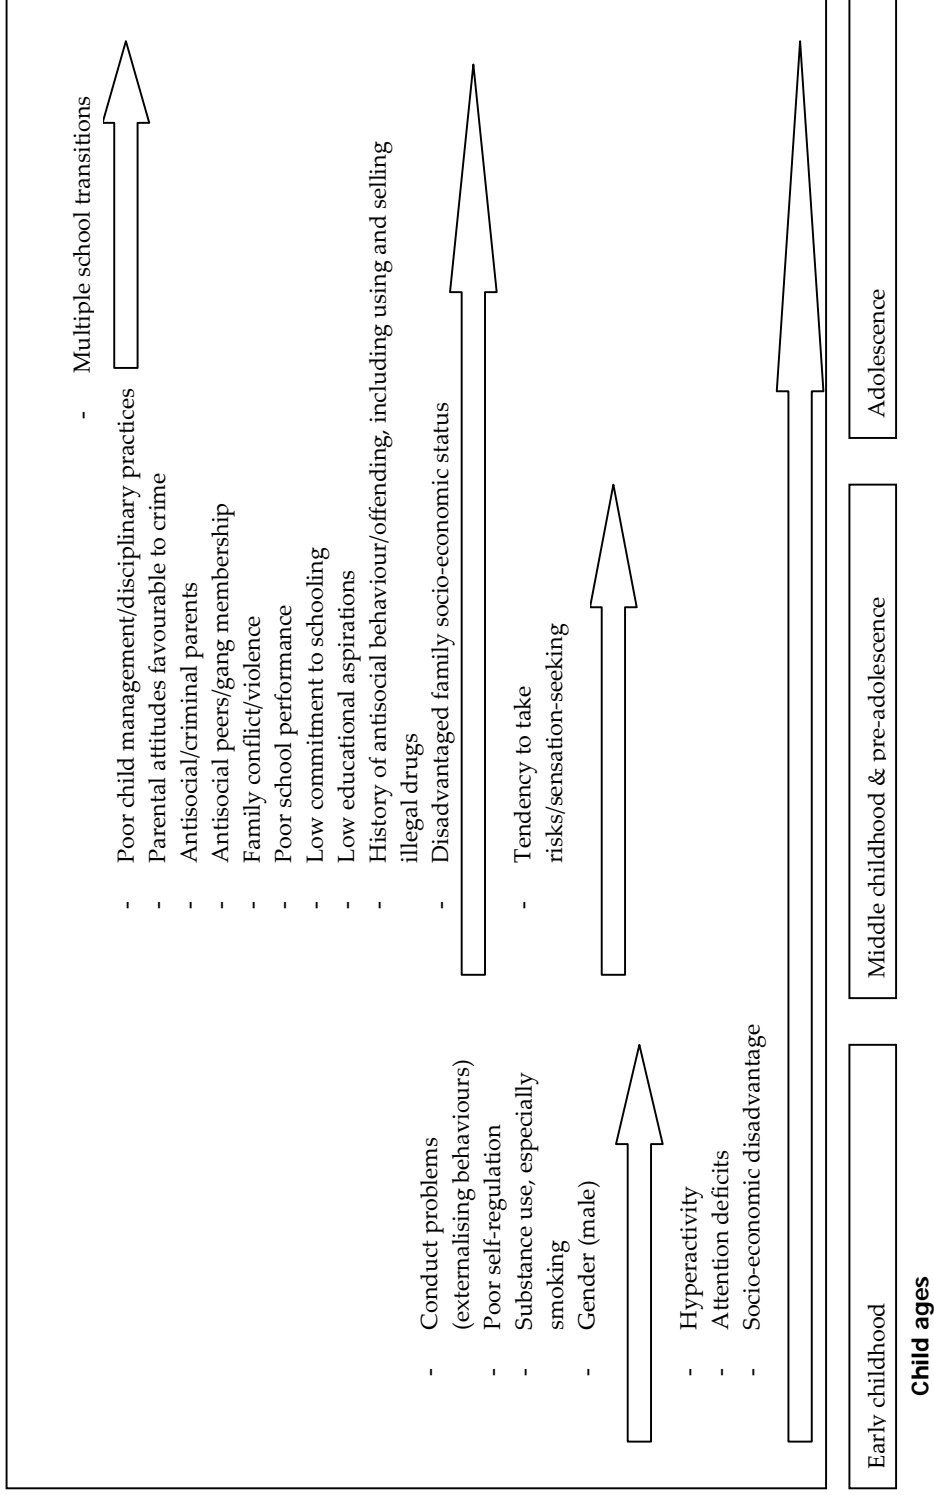 - Multiple school transitions
- Poor child management/disciplinary practices
- Parental attitudes favourable to crime
- Antisocial/criminal parents
- Antisocial peers/gang membership
- Family conflict/violence
- Poor school performance
- Low commitment to schooling
- Low educational aspirations
- History of antisocial behaviour/offending, including using and selling
illegal drugs
- Disadvantaged family socio-economic status
- Tendency to take
risks/sensation-seeking
- Conduct problems
(externalising behaviours)
- Poor self-regulation
- Substance use, especially
smoking
- Gender (male)
- Hyperactivity
- Attention deficits
- Socio-economic disadvantage
Early childhood
Middle childhood & pre-adolescence
Adolescence
Child ages